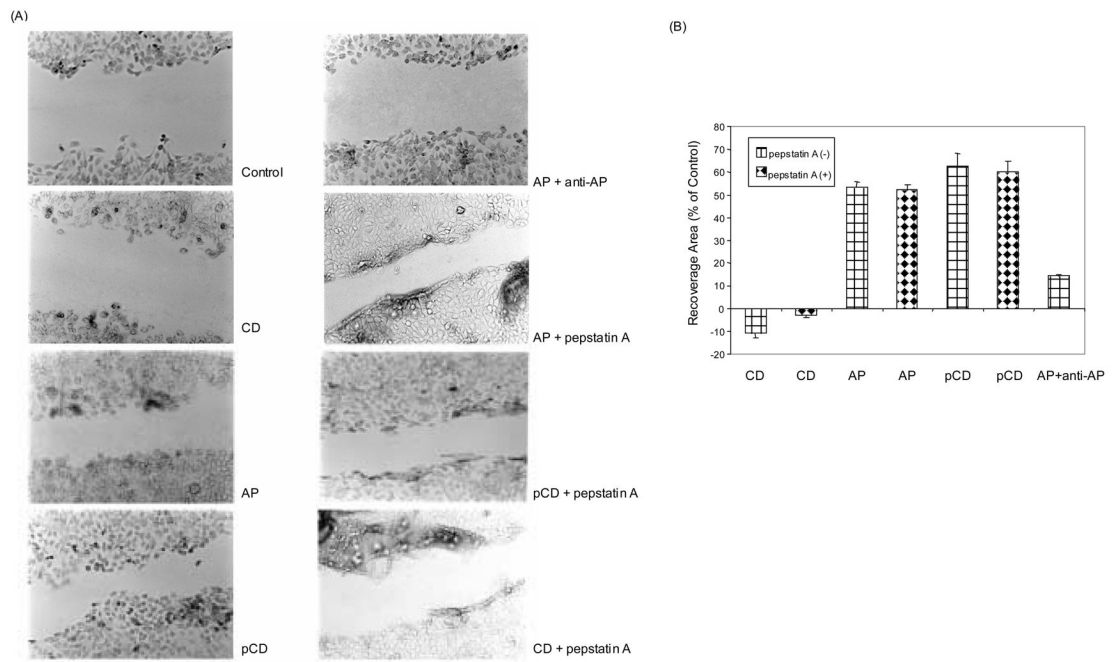 (A)
Control
AP + anti-AP
CD
AP + pepstatin A
AP
pCD + pepstatin A
pCD
CD + pepstatin A
(B)
Recoverage Area (% of Control)
80
70
60
50
40
30
20
10
0
-10
-20
pepstatin A (-)
pepstatin A (+)
CD CD AP AP pCD pCD AP+anti-AP